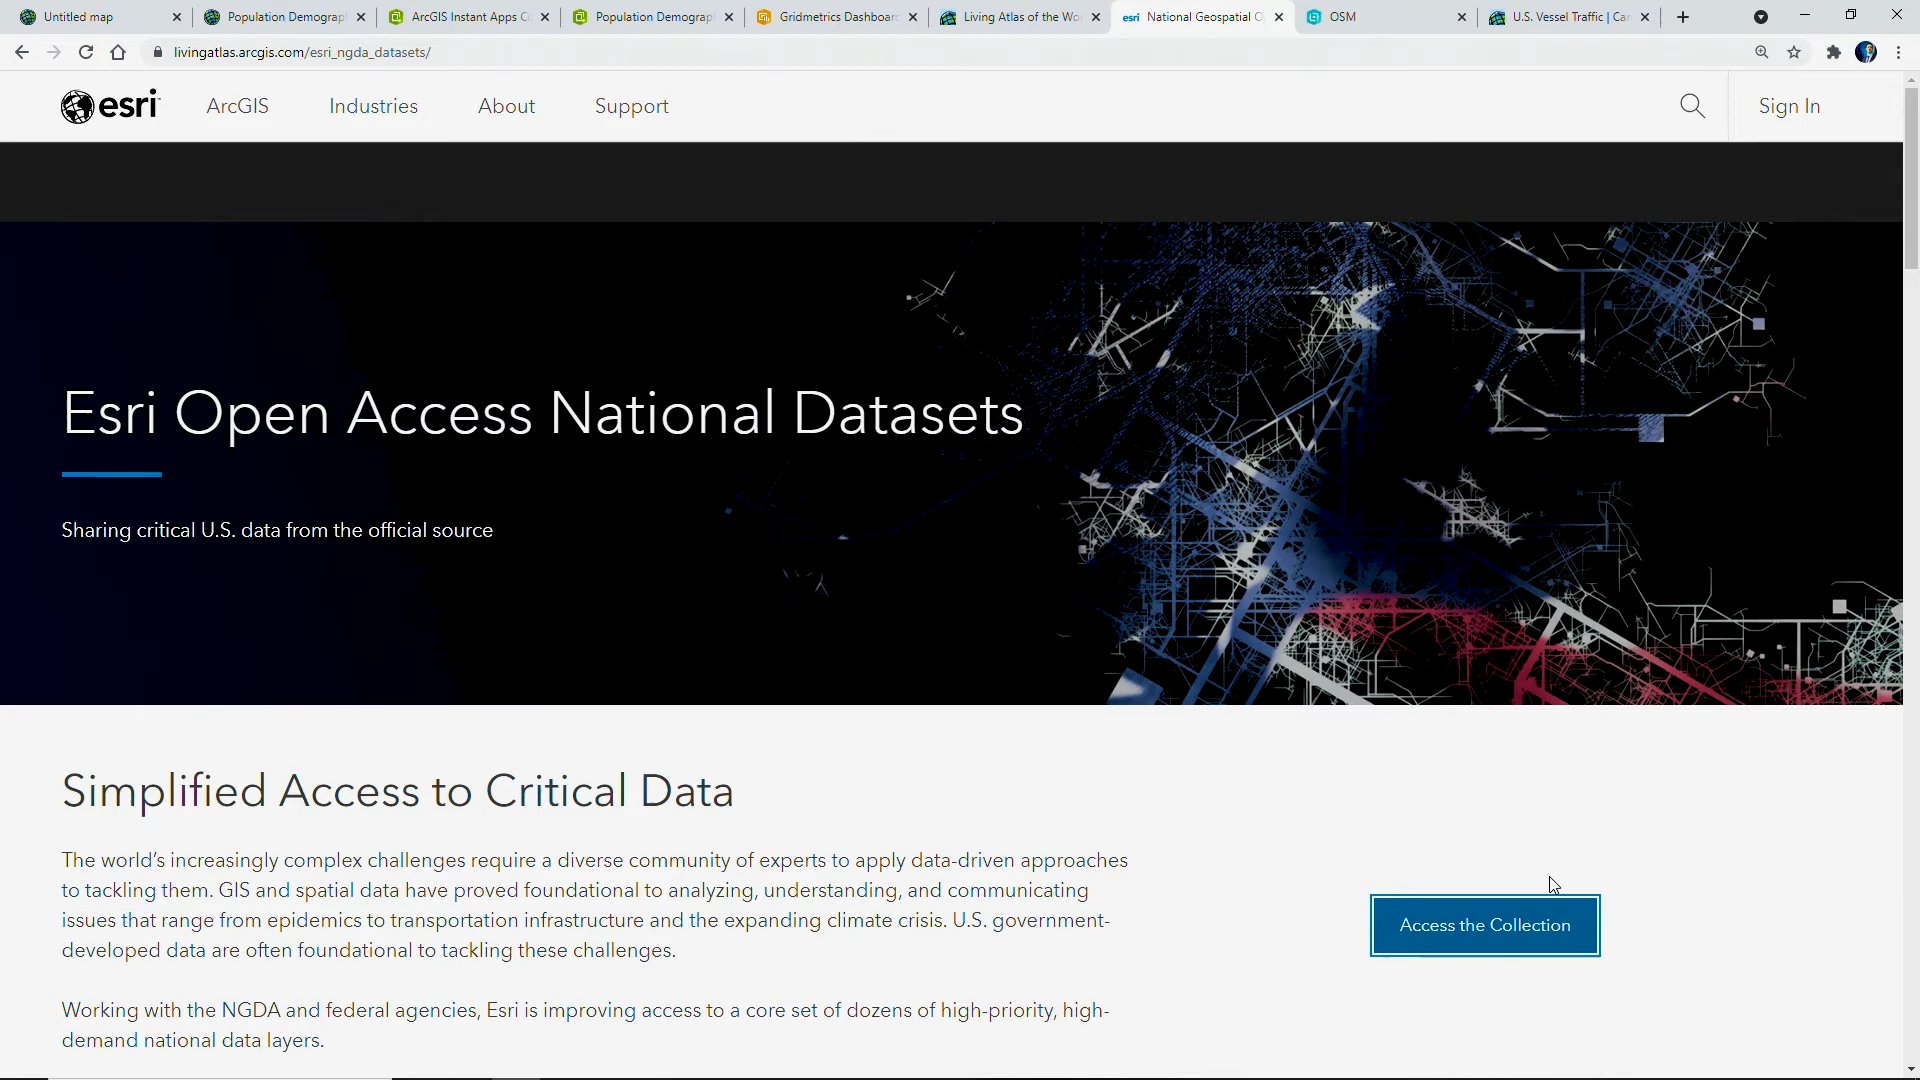 Untitled map
Population Demograp
ArcGIS Instant Apps C
Population Demograp
Gridmetrics Dashboar
Living Atlas of the Wo
esri National Geospatial O
OSM
U.S. Vessel Traffic | Ca
livingatlas.arcgis.com/esri_ngda_datasets/
esri
ArcGIS
Industries
About
Support
Sign In
Esri Open Access National Datasets
Sharing critical U.S. data from the official source
Simplified Access to Critical Data
The world's increasingly complex challenges require a diverse community of experts to apply data-driven approaches
to tackling them. GIS and spatial data have proved foundational to analyzing, understanding, and communicating
issues that range from epidemics to transportation infrastructure and the expanding climate crisis. U.S. government-
developed data are often foundational to tackling these challenges.
Access the Collection
Working with the NGDA and federal agencies, Esri is improving access to a core set of dozens of high-priority, high-
demand national data layers.